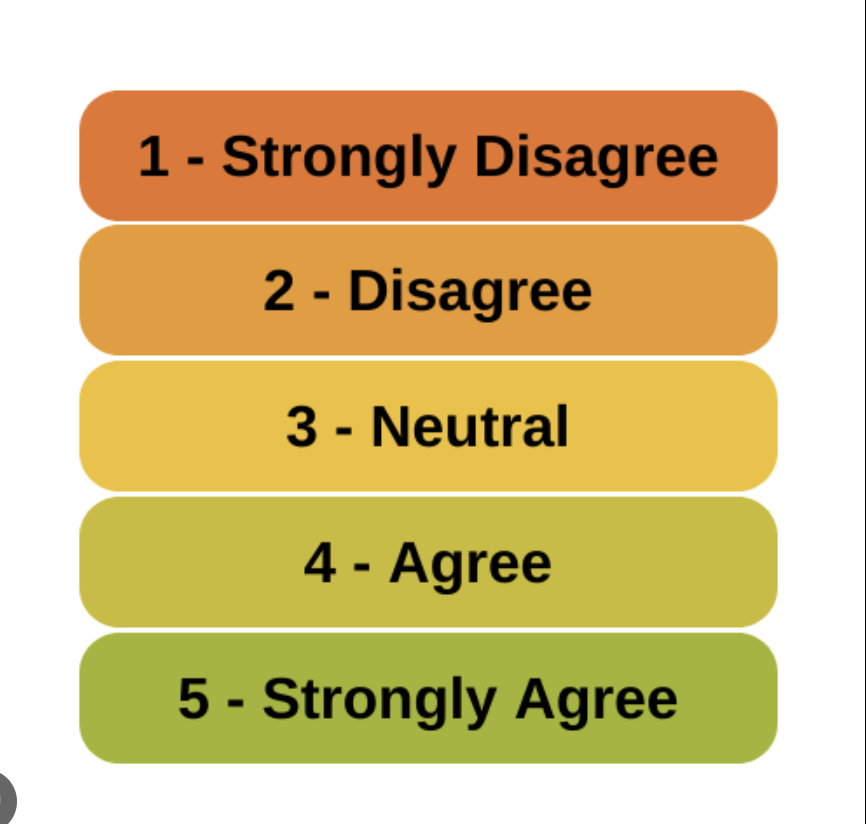 1 - Strongly Disagree
2 - Disagree
3 - Neutral
4 - Agree
5 - Strongly Agree